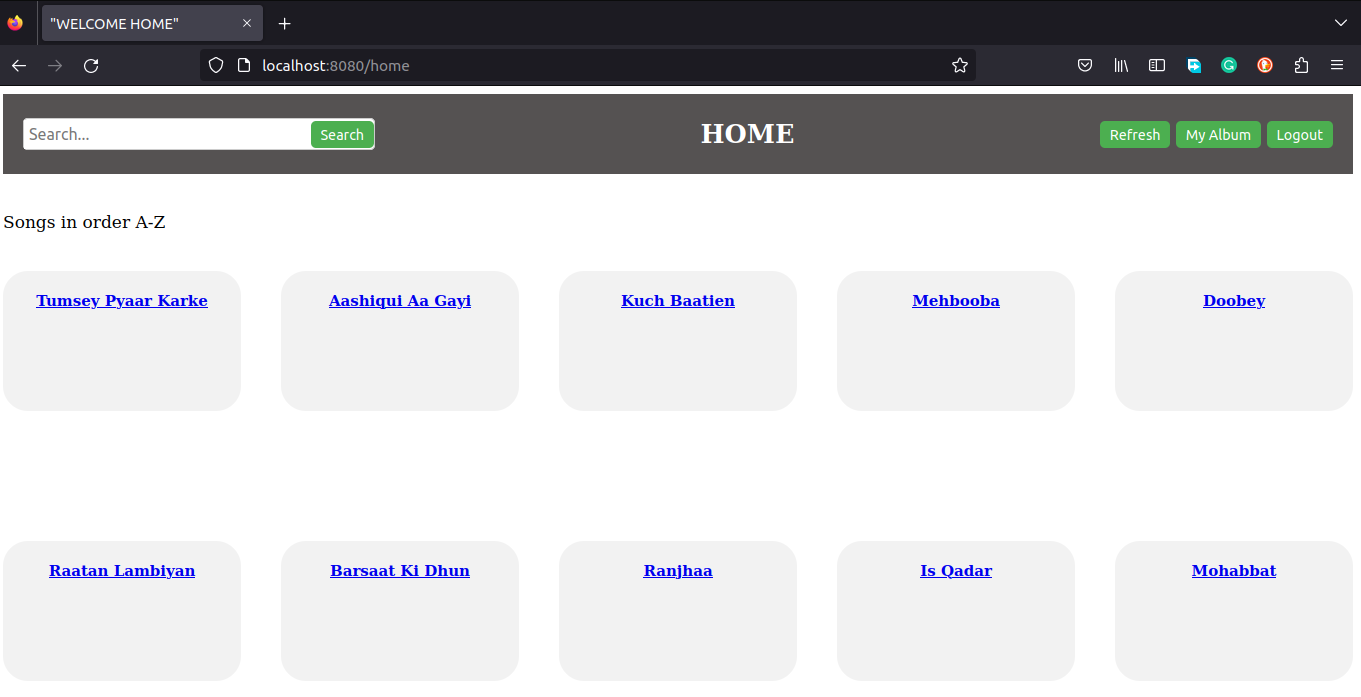 "WELCOME HOME"
localhost:8080/home
Search... Search HOME Refresh My Album Logout
Songs in order A-Z
Tumsey Pyaar Karke Aashiqui Aa Gayi Kuch Baatien Mehbooba Doobey
Raatan Lambiyan Barsaat Ki Dhun Ranjhaa Is Qadar Mohabbat